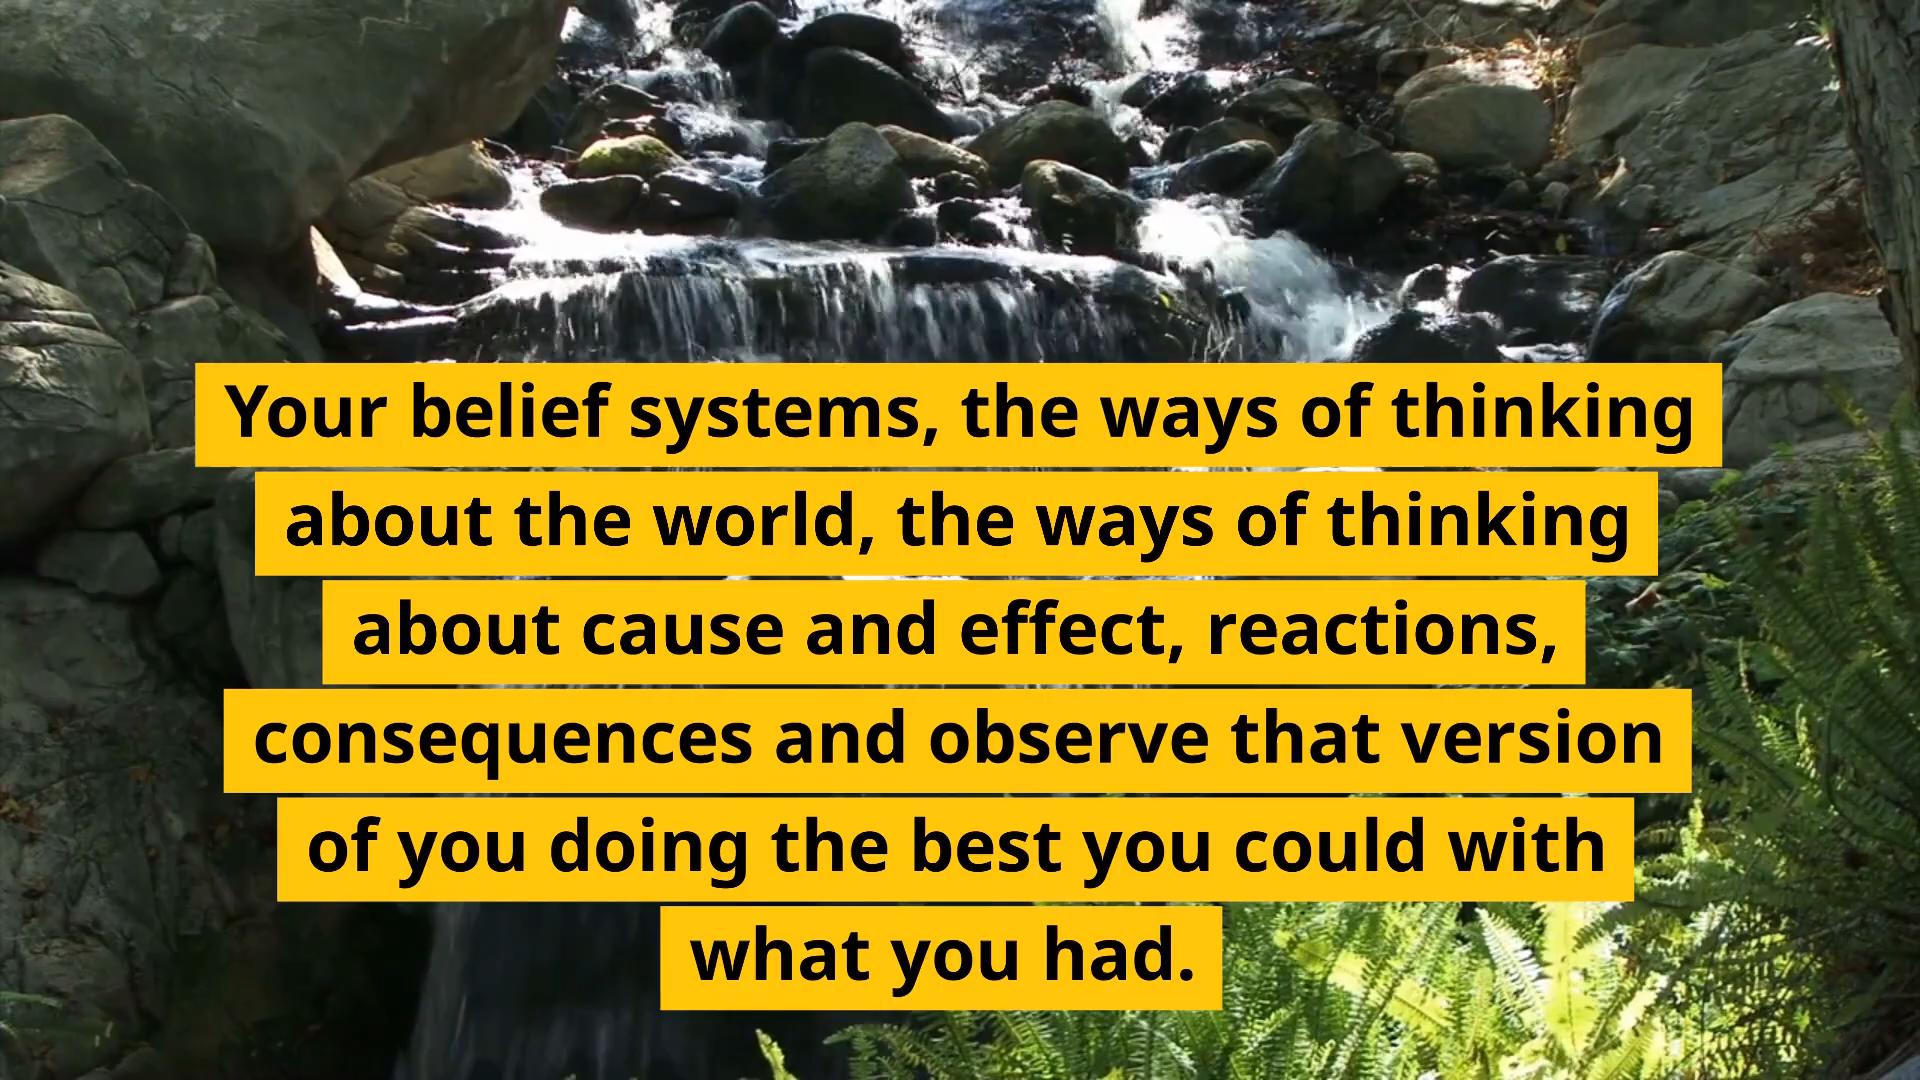 Your belief systems, the ways of thinking
about the world, the ways of thinking
about cause and effect, reactions,
consequences and observe that version
of you doing the best you could with
what you had.